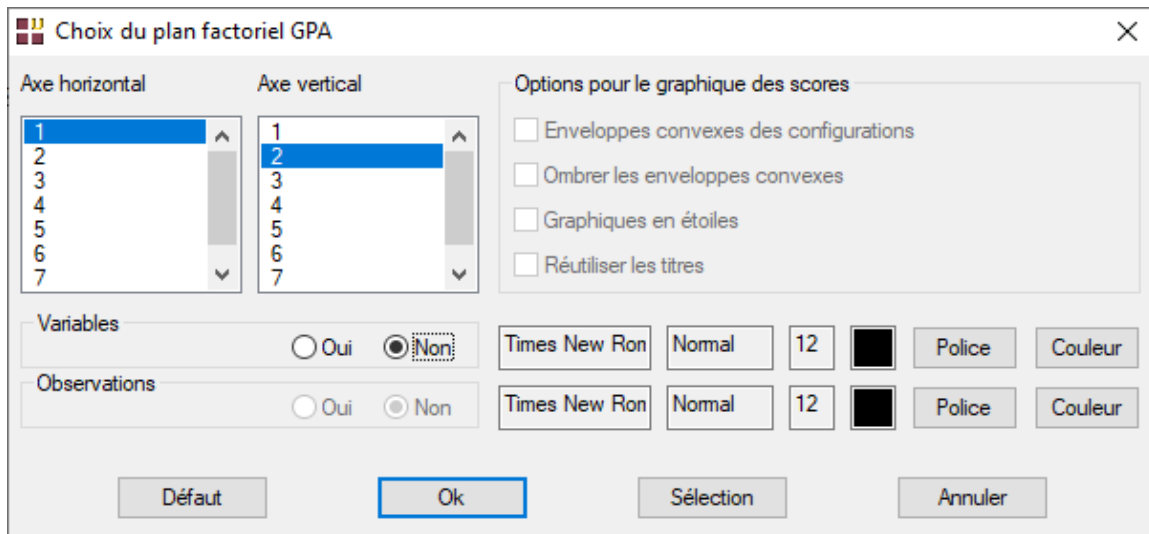 Choix du plan factoriel GPA
Axe horizontal Axe vertical Options pour le graphique des scores
1 1
2 2
3 3
4 4
5 5
6 6
7 7
Enveloppes convexes des configurations
Ombrer les enveloppes convexes
Graphiques en étoiles
Réutiliser les titres
Variables
Oui Non Times New Ron Normal 12 Police Couleur
Observations
Oui Non Times New Ron Normal 12 Police Couleur
Défaut Ok Sélection Annuler